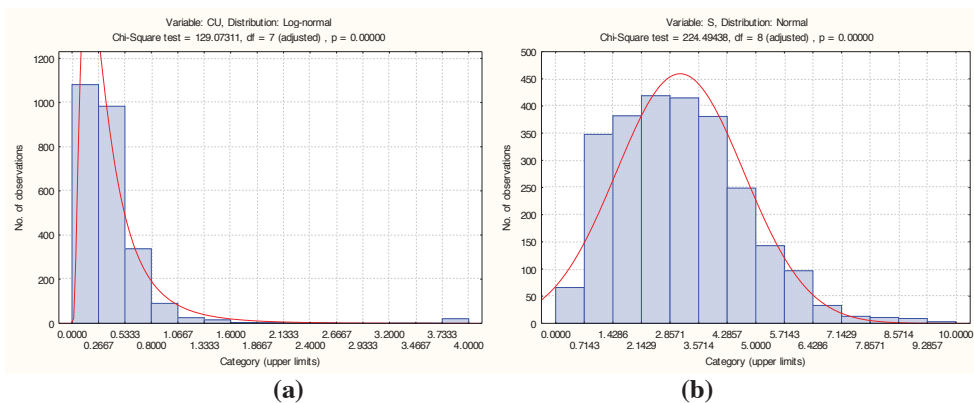 Variable: CU, Distribution: Log-normal
Chi-Square test = 129.07311, df = 7 (adjusted) , p = 0.00000
1200
1000
800
600
400
200
0
No. of observations
0.0000 0.5333 1.0667 1.6000 2.1333 2.6667 3.2000 3.7333
0.2667 0.8000 1.3333 1.8667 2.4000 2.9333 3.4667 4.0000
Category (upper limits)
(a)
Variable: S, Distribution: Normal
Chi-Square test = 224.49438, df = 8 (adjusted) , p = 0.00000
500
450
400
350
300
250
200
150
100
50
0
No. of observations
0.0000 1.4286 2.8571 4.2857 5.7143 7.1429 8.5714 10.0000
0.7143 2.1429 3.5714 5.0000 6.4286 7.8571 9.2857
Category (upper limits)
(b)